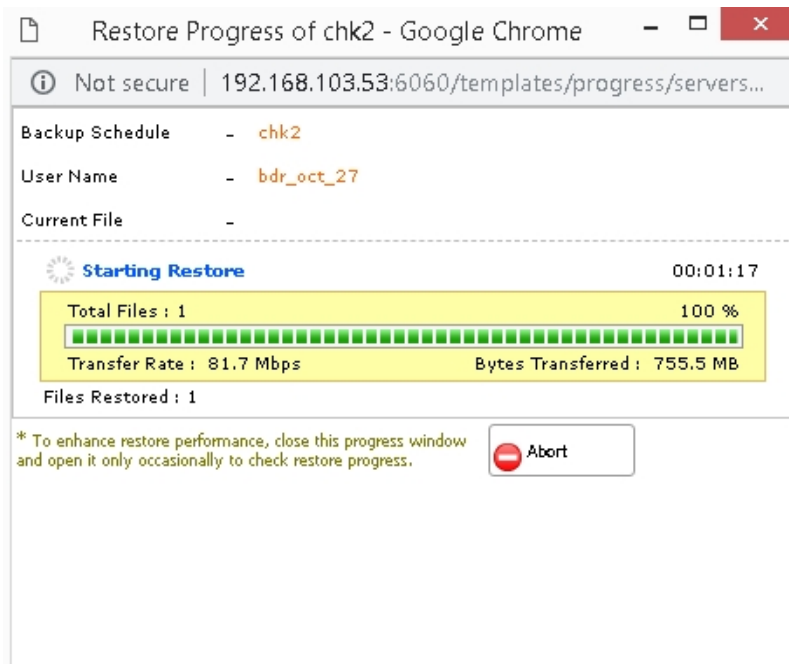 Restore Progress of chk2 - Google Chrome
Not secure | 192.168.103.53:6060/templates/progress/servers...
Backup Schedule - chk2
User Name - bdr_oct_27
Current File -
Starting Restore 00:01:17
Total Files : 1 100 %
Transfer Rate : 81.7 Mbps Bytes Transferred : 755.5 MB
Files Restored : 1
* To enhance restore performance, close this progress window
and open it only occasionally to check restore progress.
Abort